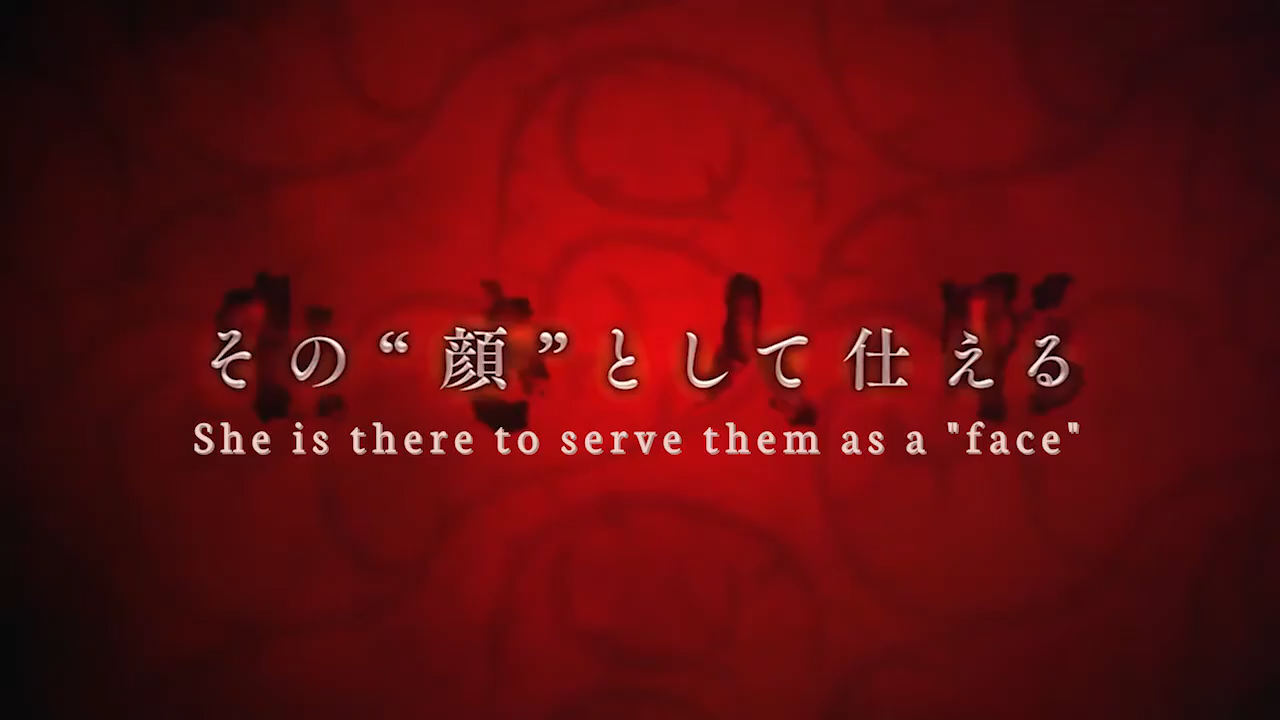 その“顔”として仕える
She is there to serve them as a "face"